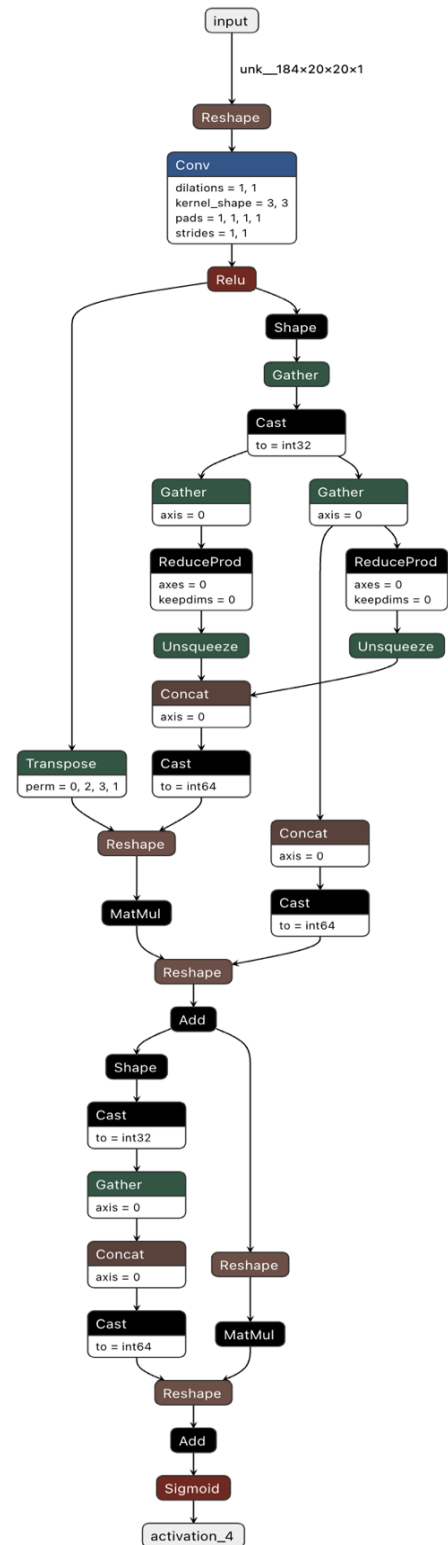 input
unk__184×20×20×1
Reshape
Conv
dilations = 1, 1
kernel_shape = 3, 3
pads = 1, 1, 1, 1
strides = 1, 1
Relu
Shape
Gather
Cast
to = int32
Gather
axis = 0
Gather
axis = 0
ReduceProd
axes = 0
keepdims = 0
ReduceProd
axes = 0
keepdims = 0
Unsqueeze
Unsqueeze
Concat
axis = 0
Transpose
perm = 0, 2, 3, 1
Cast
to = int64
Concat
axis = 0
Reshape
Cast
to = int64
MatMul
Reshape
Add
Shape
Cast
to = int32
Gather
axis = 0
Concat
axis = 0
Reshape
Cast
to = int64
MatMul
Reshape
Add
Sigmoid
activation_4